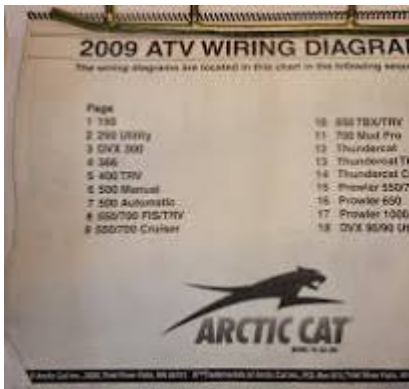 2009 ATV WIRING DIAGRA
The wiring diagrams are located in this chart in the following
Page
1 150
2 250 Utility
3 DVX 300
4 366
5 400 TRV
6 500 Manual
7 500 Automatic
8 550/700 FIS/TRV
9 550/700 Cruiser
10 650 TBX/TRV
11 700 Mud Pro
12 Thundercat
13 Thundercat
14 Thundercat C
15 Prowler 550/7
16 Prowler 650
17 Prowler 1000
18 DVX 90/90 Ut
ARCTIC CAT